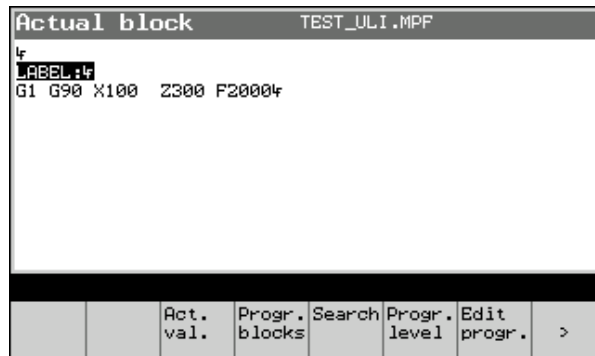 Actual block TEST_ULI.MPF
LABEL:
G1 G90 X100 Z300 F2000
Act. val. Progr. blocks Search Progr. level Edit progr. >